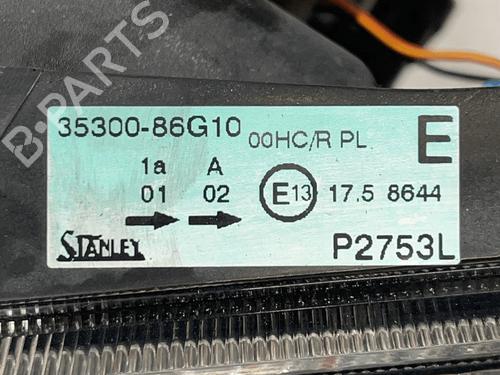 B-PARTS
35300-86G10 00HC/R PL E
1a A
01 02 E13 17.5 8644
STANLEY P2753L